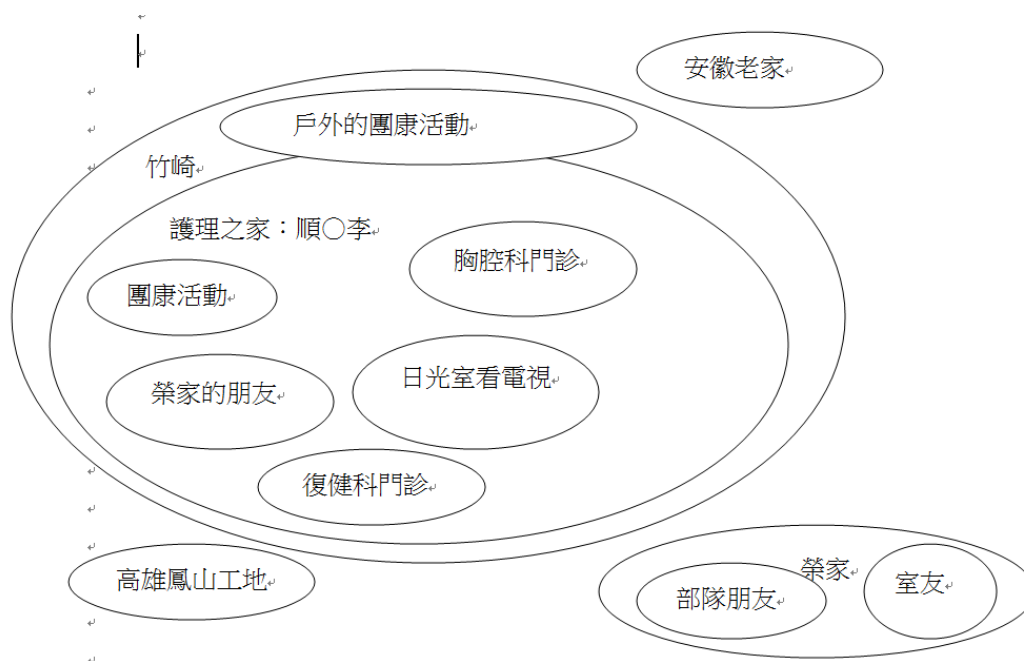 安徽老家
戶外的團康活動
竹崎
護理之家：順○李
胸腔科門診
團康活動
日光室看電視
榮家的朋友
復健科門診
高雄鳳山工地
榮家
室友
部隊朋友